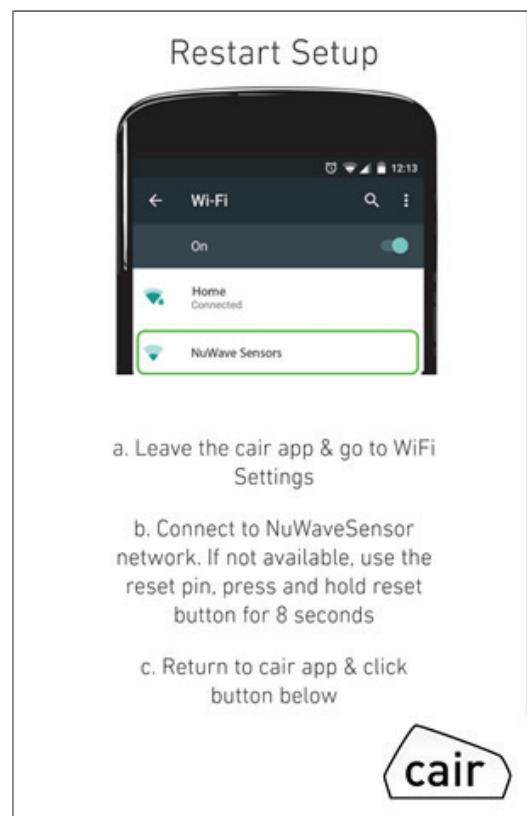 Restart Setup
12:13
Wi-Fi
On
Home
Connected
NuWave Sensors
a. Leave the cair app & go to WiFi
Settings
b. Connect to NuWaveSensor
network. If not available, use the
reset pin, press and hold reset
button for 8 seconds
c. Return to cair app & click
button below
cair